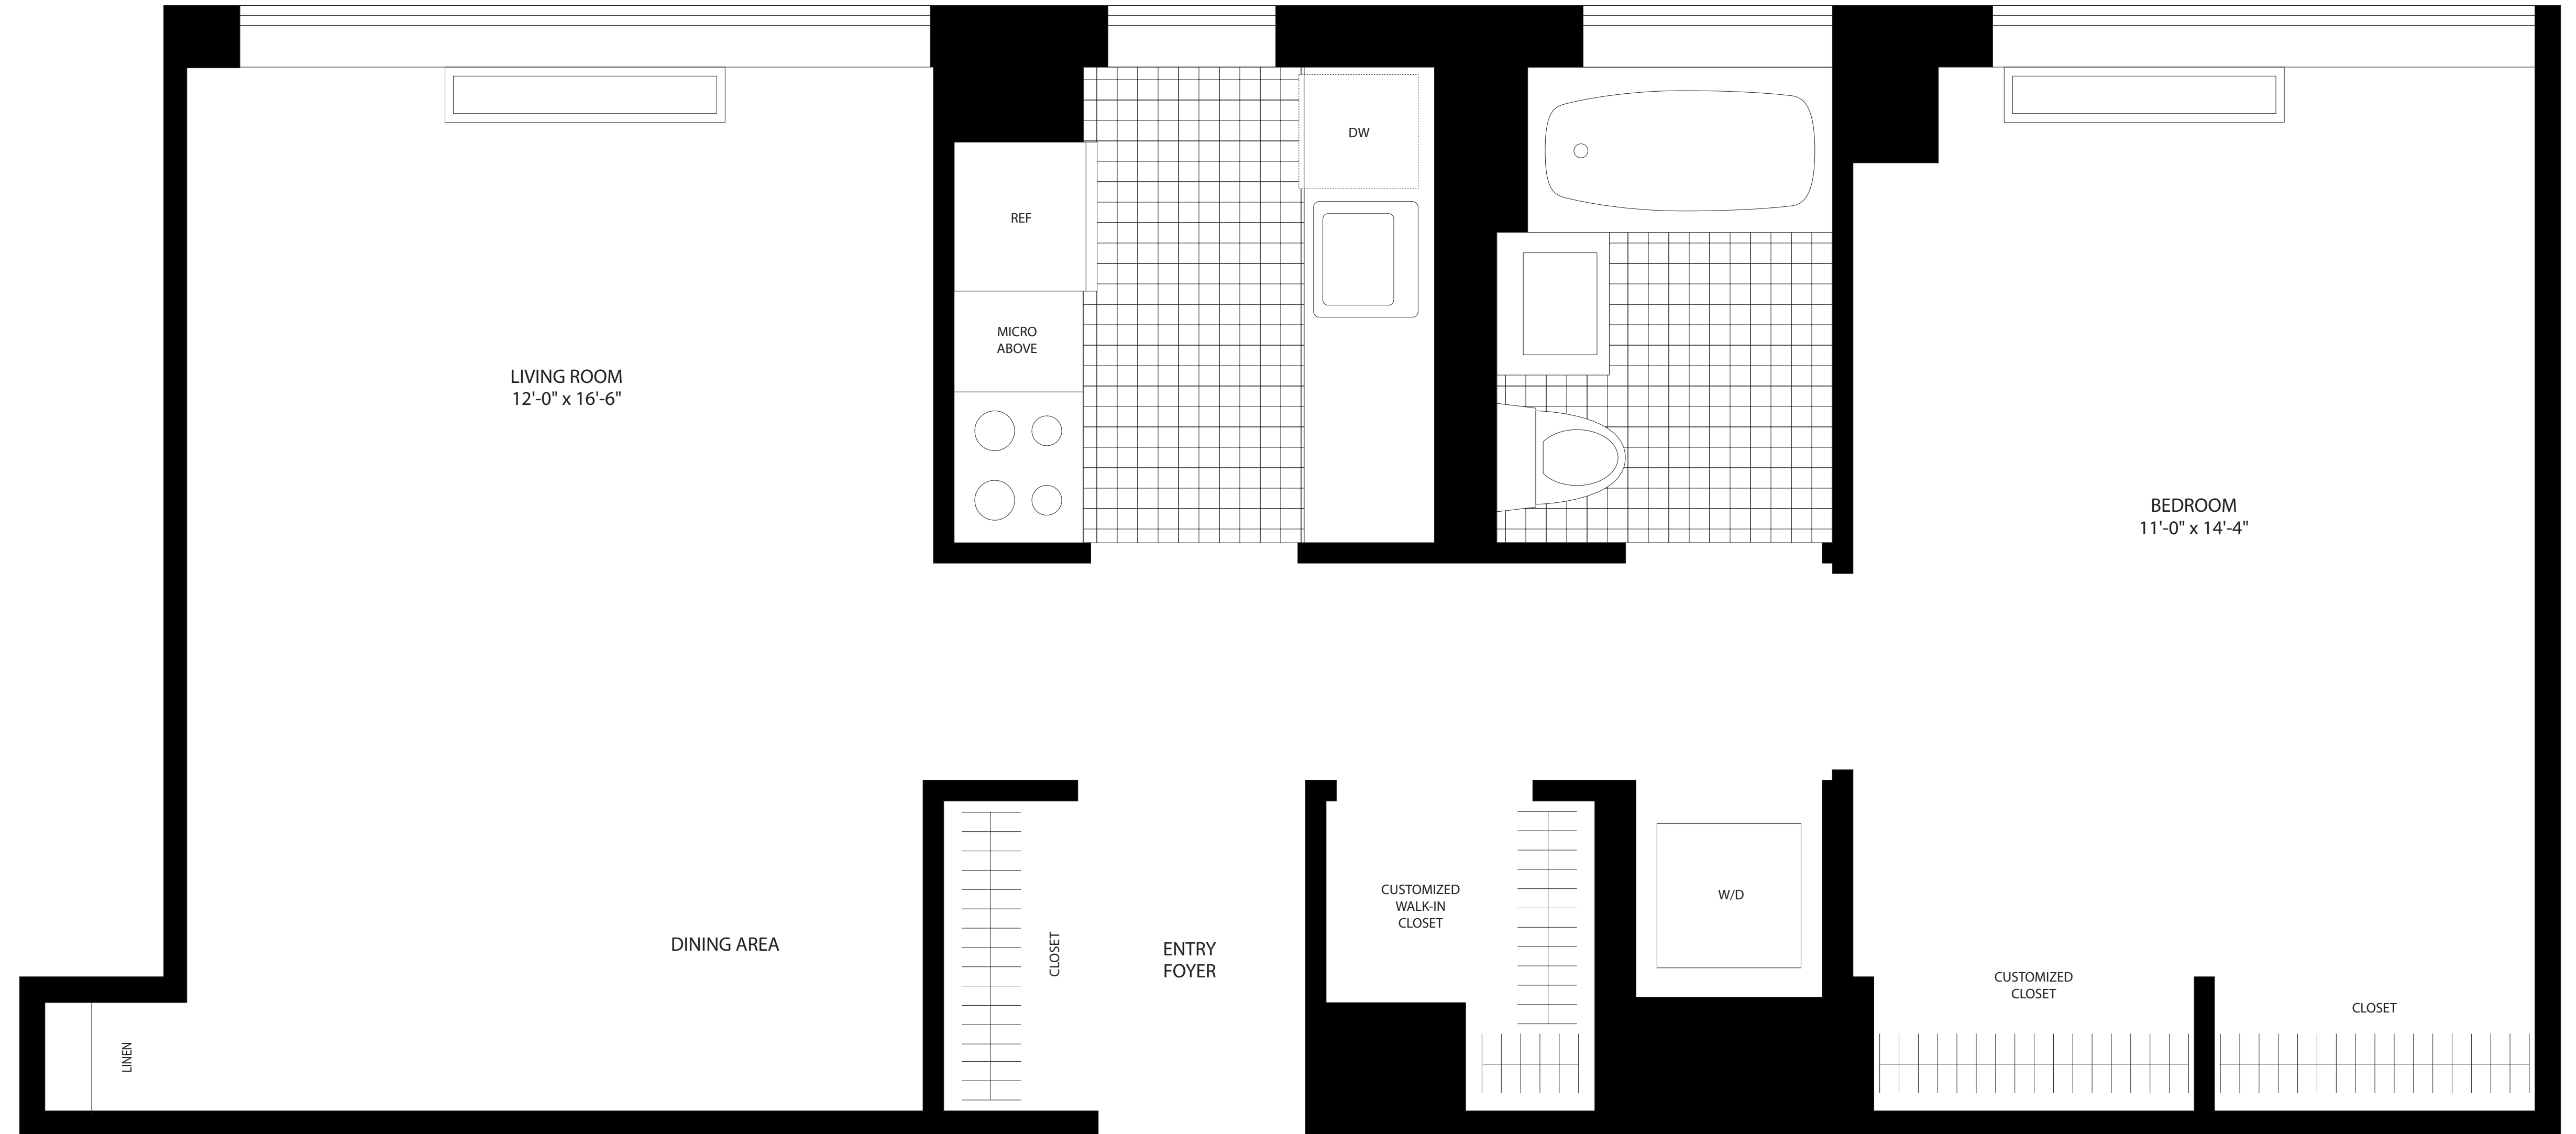 DW
REF
MICRO
ABOVE
LIVING ROOM
12'-0" x 16'-6"
BEDROOM
11'-0" x 14'-4"
CUSTOMIZED
WALK-IN
CLOSET
W/D
DINING AREA
CLOSET
ENTRY
FOYER
CUSTOMIZED
CLOSET
CLOSET
LINEN